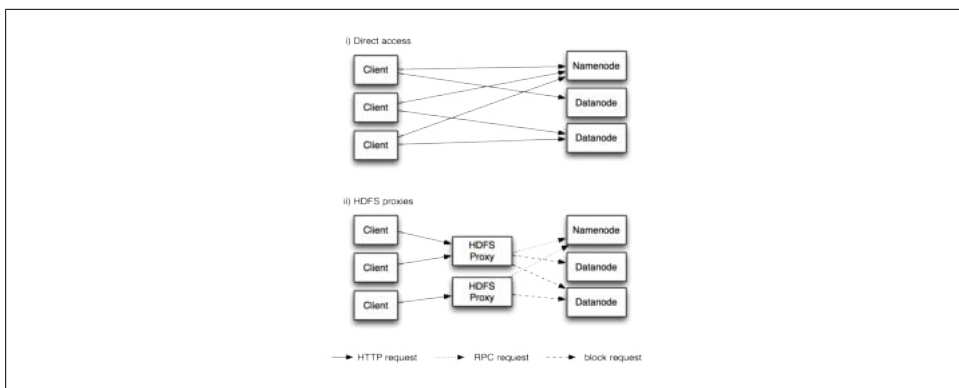 i) Direct access
Client
Namenode
Client
Datanode
Client
Datanode
ii) HDFS proxies
Client
HDFS
Proxy
Namenode
Client
Datanode
Client
HDFS
Proxy
Datanode
HTTP request
RPC request
block request